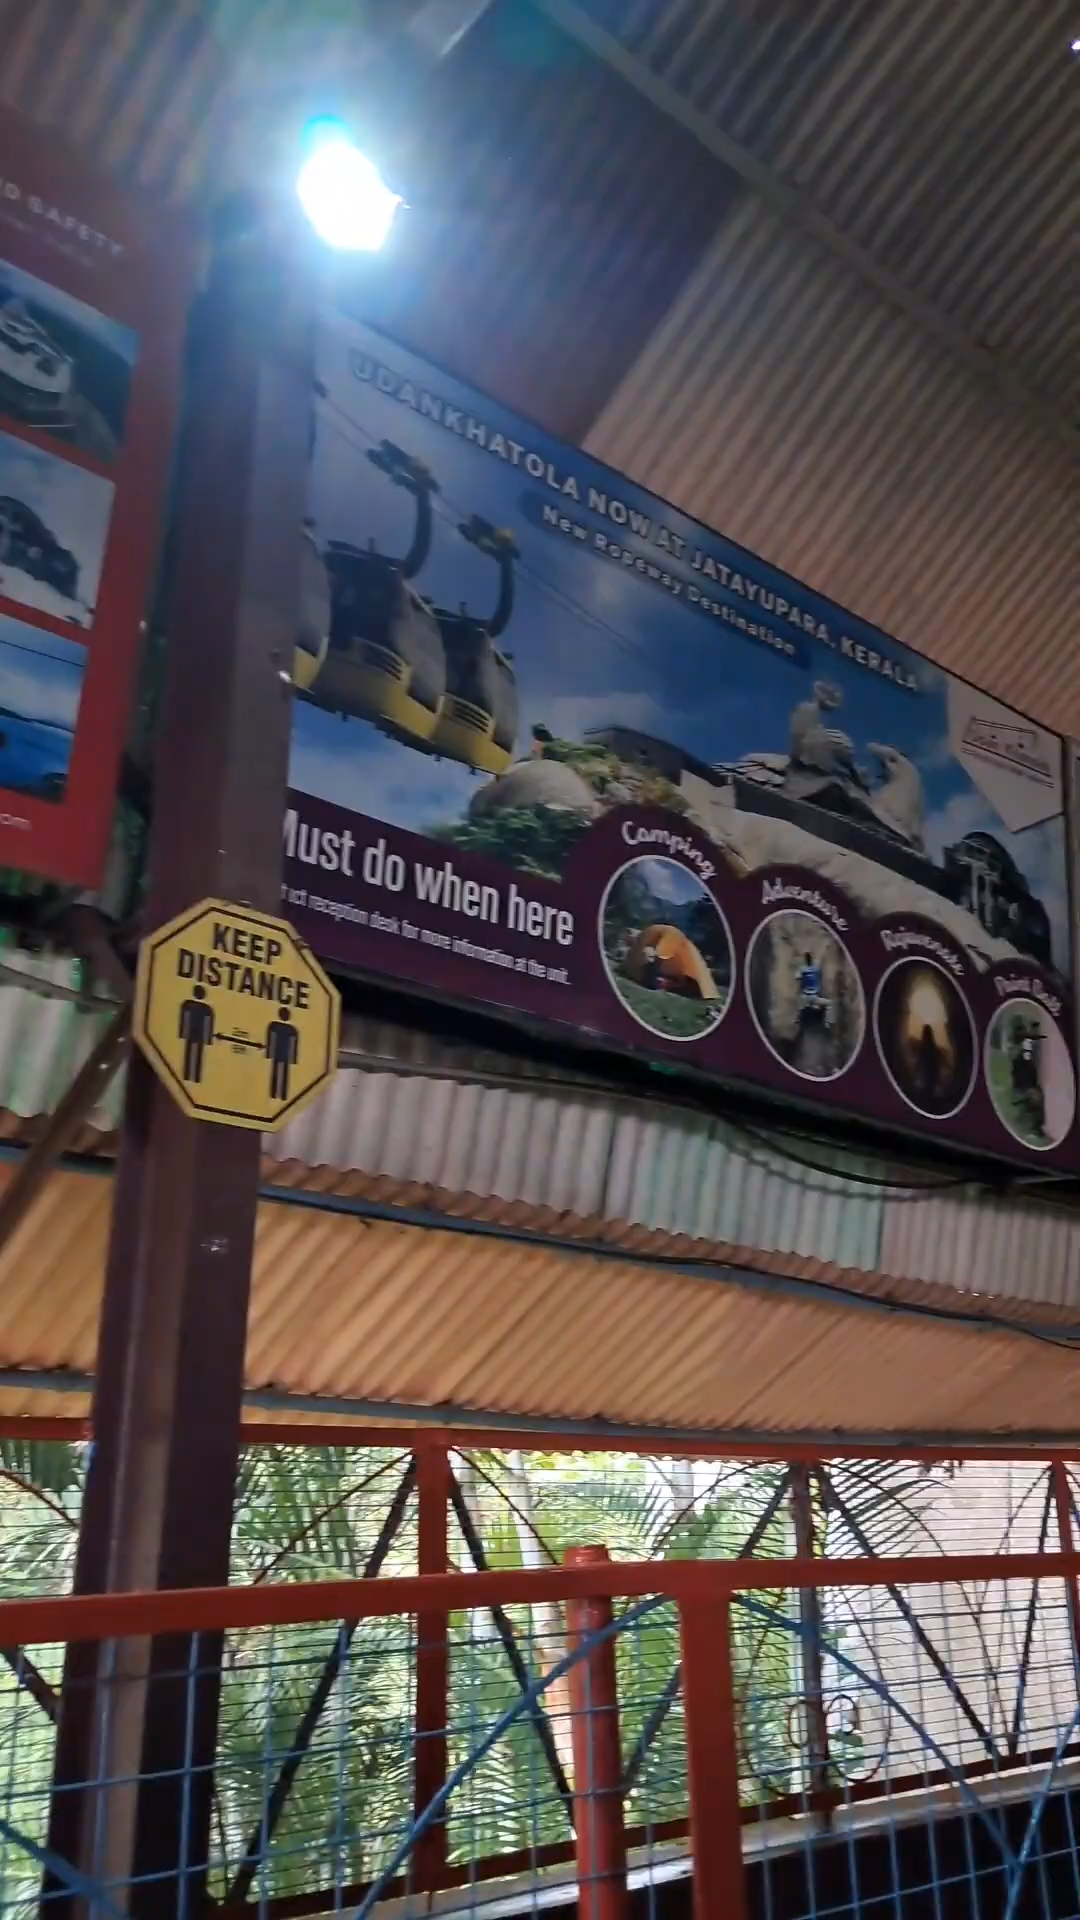 SAFETY
UDANKHATOLA NOW AT JATAYUPARA, KERALA
New Ropeway Destination
Must do when here
reception desk for more information at the unit.
Camping
Adventure
Rejuvenate
KEEP
DISTANCE